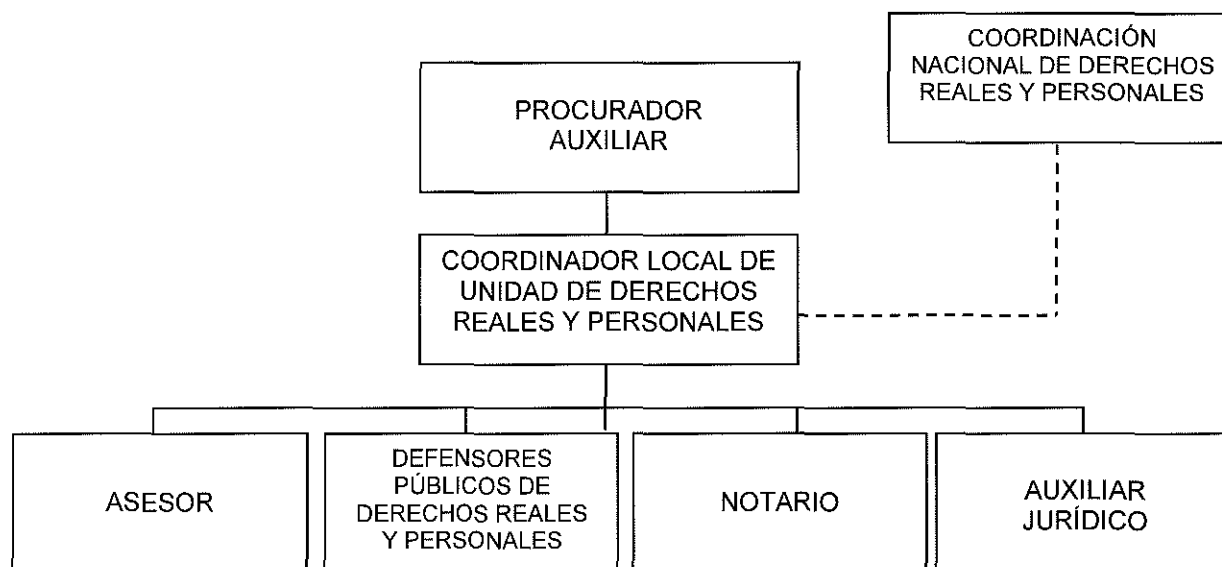 COORDINACIÓN
NACIONAL DE DERECHOS
REALES Y PERSONALES
PROCURADOR
AUXILIAR
COORDINADOR LOCAL DE
UNIDAD DE DERECHOS
REALES Y PERSONALES
ASESOR
DEFENSORES
PÚBLICOS DE
DERECHOS REALES
Y PERSONALES
NOTARIO
AUXILIAR
JURÍDICO